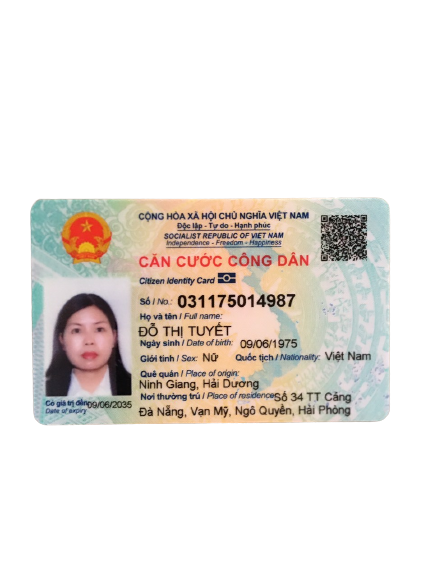 CỘNG HÒA XÃ HỘI CHỦ NGHĨA VIỆT NAM
Độc lập - Tự do - Hạnh phúc
SOCIALIST REPUBLIC OF VIET NAM
Independence - Freedom - Happiness
CĂN CƯỚC CÔNG DÂN
Citizen Identity Card
Số / No.: 031175014987
Họ và tên / Full name:
ĐỖ THỊ TUYẾT
Ngày sinh / Date of birth: 09/06/1975
Giới tính / Sex: Nữ Quốc tịch / Nationality: Việt Nam
Quê quán / Place of origin:
Ninh Giang, Hải Dương
Nơi thường trú / Place of residence: Số 34 TT Cảng
Đà Nẵng, Vạn Mỹ, Ngô Quyền, Hải Phòng
Có giá trị đến: 09/06/2035
Date of expiry